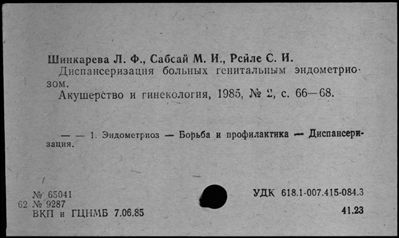 Шинкарева Л. Ф., Сабсай М. И., Рейле С. И.
Диспансеризация больных генитальным эндометрио-
зом.
Акушерство и гинекология, 1985, № 2, с. 66—68.
— — 1. Эндометриоз — Борьба и профилактика — Диспансери-
зация.
№ 65041
62 № 9287
ВКП и ГЦНМБ 7.06.85
УДК 618.1-007.415-084.3
41.23